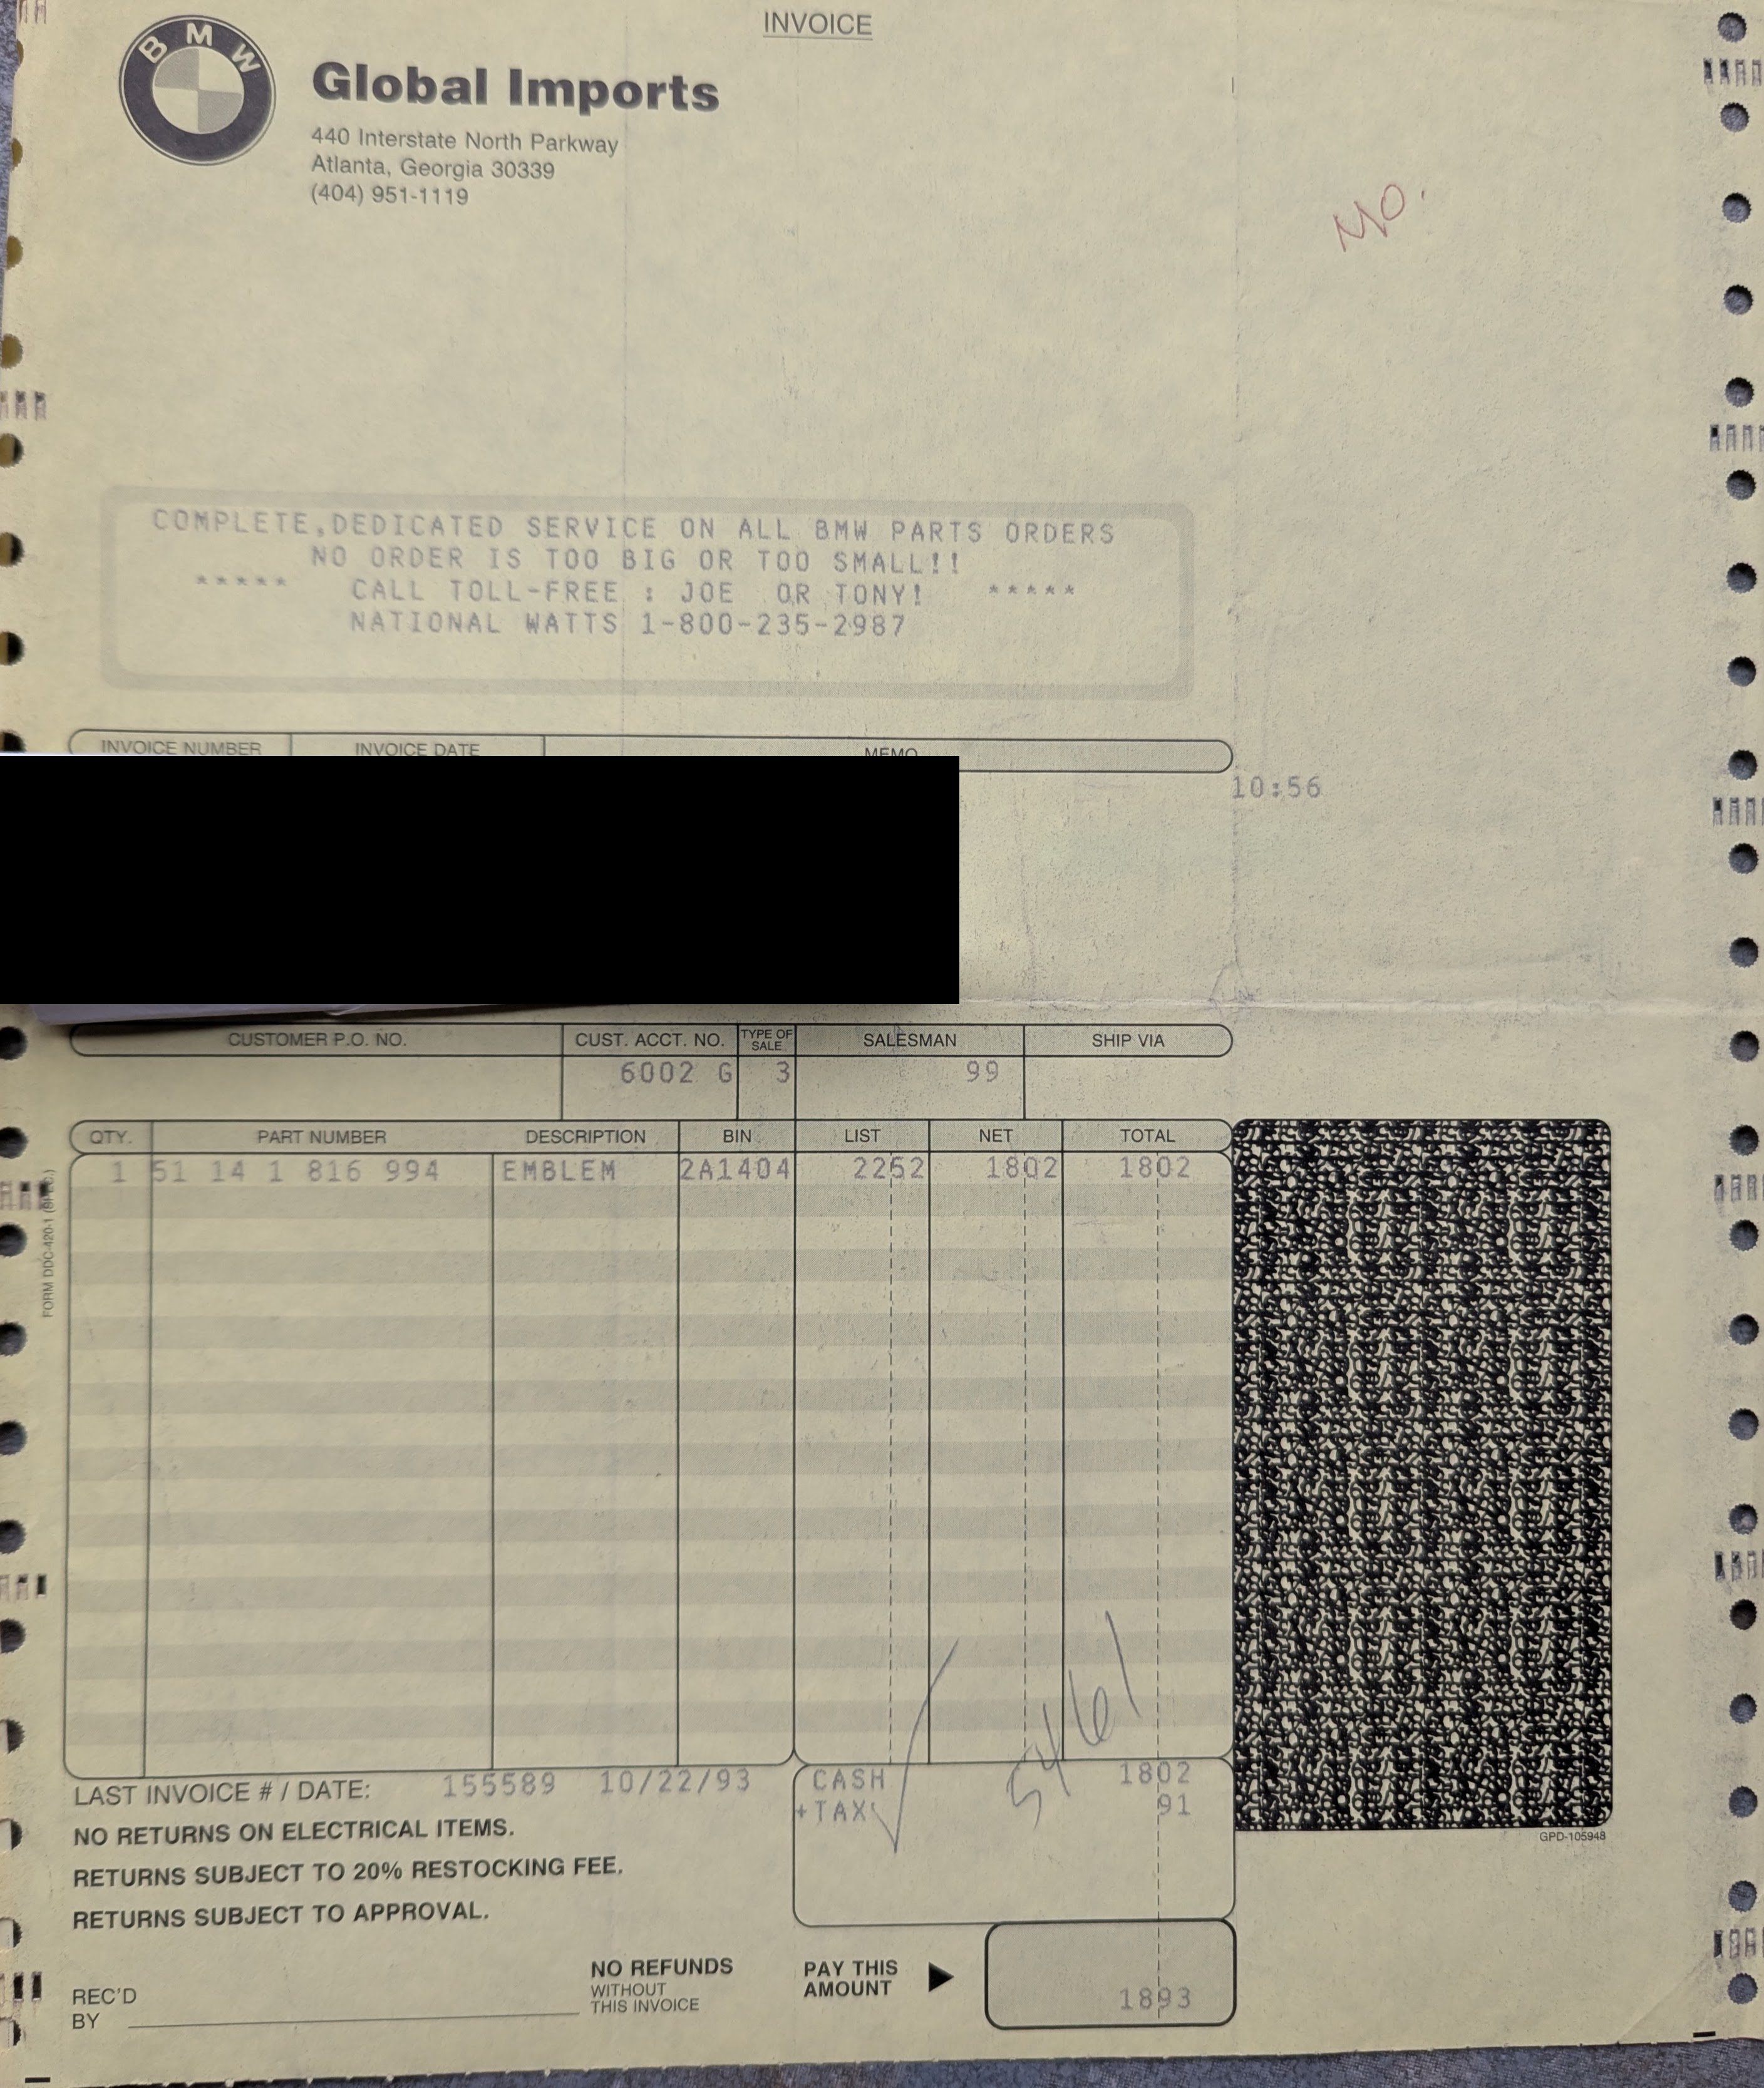 INVOICE
BMW
Global Imports
440 Interstate North Parkway
Atlanta, Georgia 30339
(404) 951-1119
COMPLETE,DEDICATED SERVICE ON ALL BMW PARTS ORDERS
NO ORDER IS TOO BIG OR TOO SMALL!!
***** CALL TOLL-FREE : JOE OR TONY! *****
NATIONAL WATTS 1-800-235-2987
INVOICE NUMBER INVOICE DATE MEMO
10:56
CUSTOMER P.O. NO. CUST. ACCT. NO. TYPE OF SALE SALESMAN SHIP VIA
6002 G 3 99
QTY. PART NUMBER DESCRIPTION BIN LIST NET TOTAL
1 51 14 1 816 994 EMBLEM 2A1404 2252 1802 1802
LAST INVOICE # / DATE: 155589 10/22/93 CASH 1802
+TAX 91
NO RETURNS ON ELECTRICAL ITEMS.
RETURNS SUBJECT TO 20% RESTOCKING FEE.
RETURNS SUBJECT TO APPROVAL.
GPD-105948
REC'D BY
NO REFUNDS
WITHOUT
THIS INVOICE
PAY THIS AMOUNT 1893